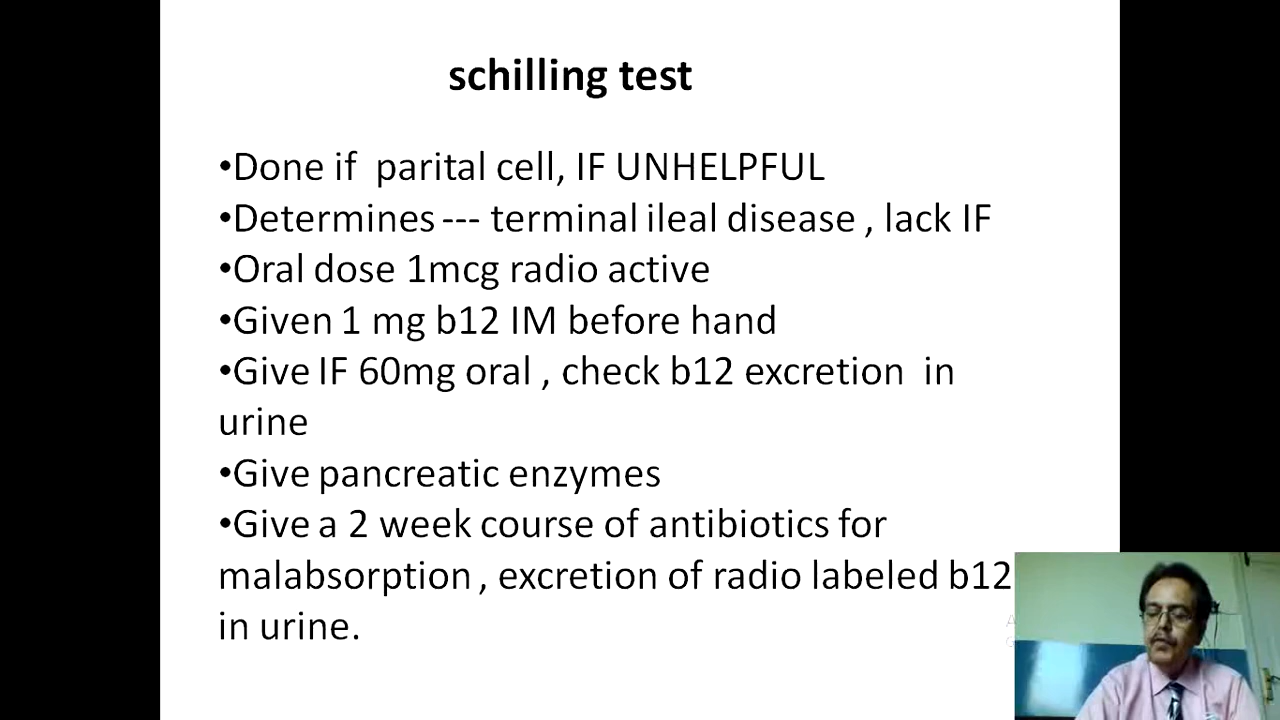 schilling test
•Done if  parital cell, IF UNHELPFUL
•Determines --- terminal ileal disease , lack IF
•Oral dose 1mcg radio active
•Given 1 mg b12 IM before hand
•Give IF 60mg oral , check b12 excretion  in
urine
•Give pancreatic enzymes
•Give a 2 week course of antibiotics for
malabsorption , excretion of radio labeled b12
in urine.